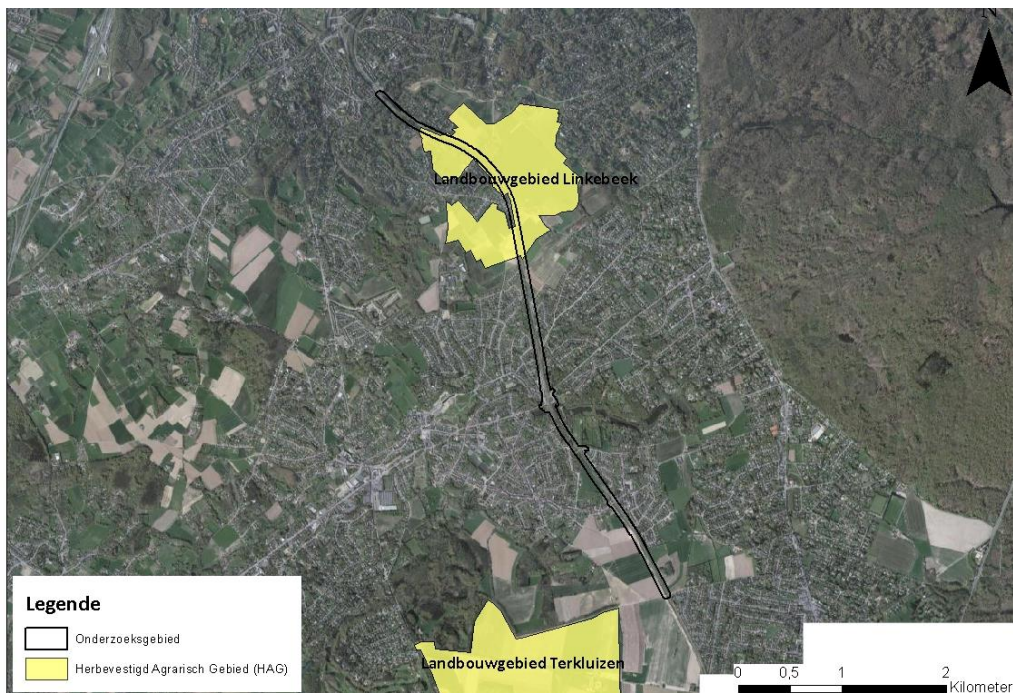 N
Landbouwgebied Linkebeek
Landbouwgebied Terkluizen
Legende
Onderzoeksgebied
Herbevestigd Agrarisch Gebied (HAG)
0 0,5 1 2
Kilometer